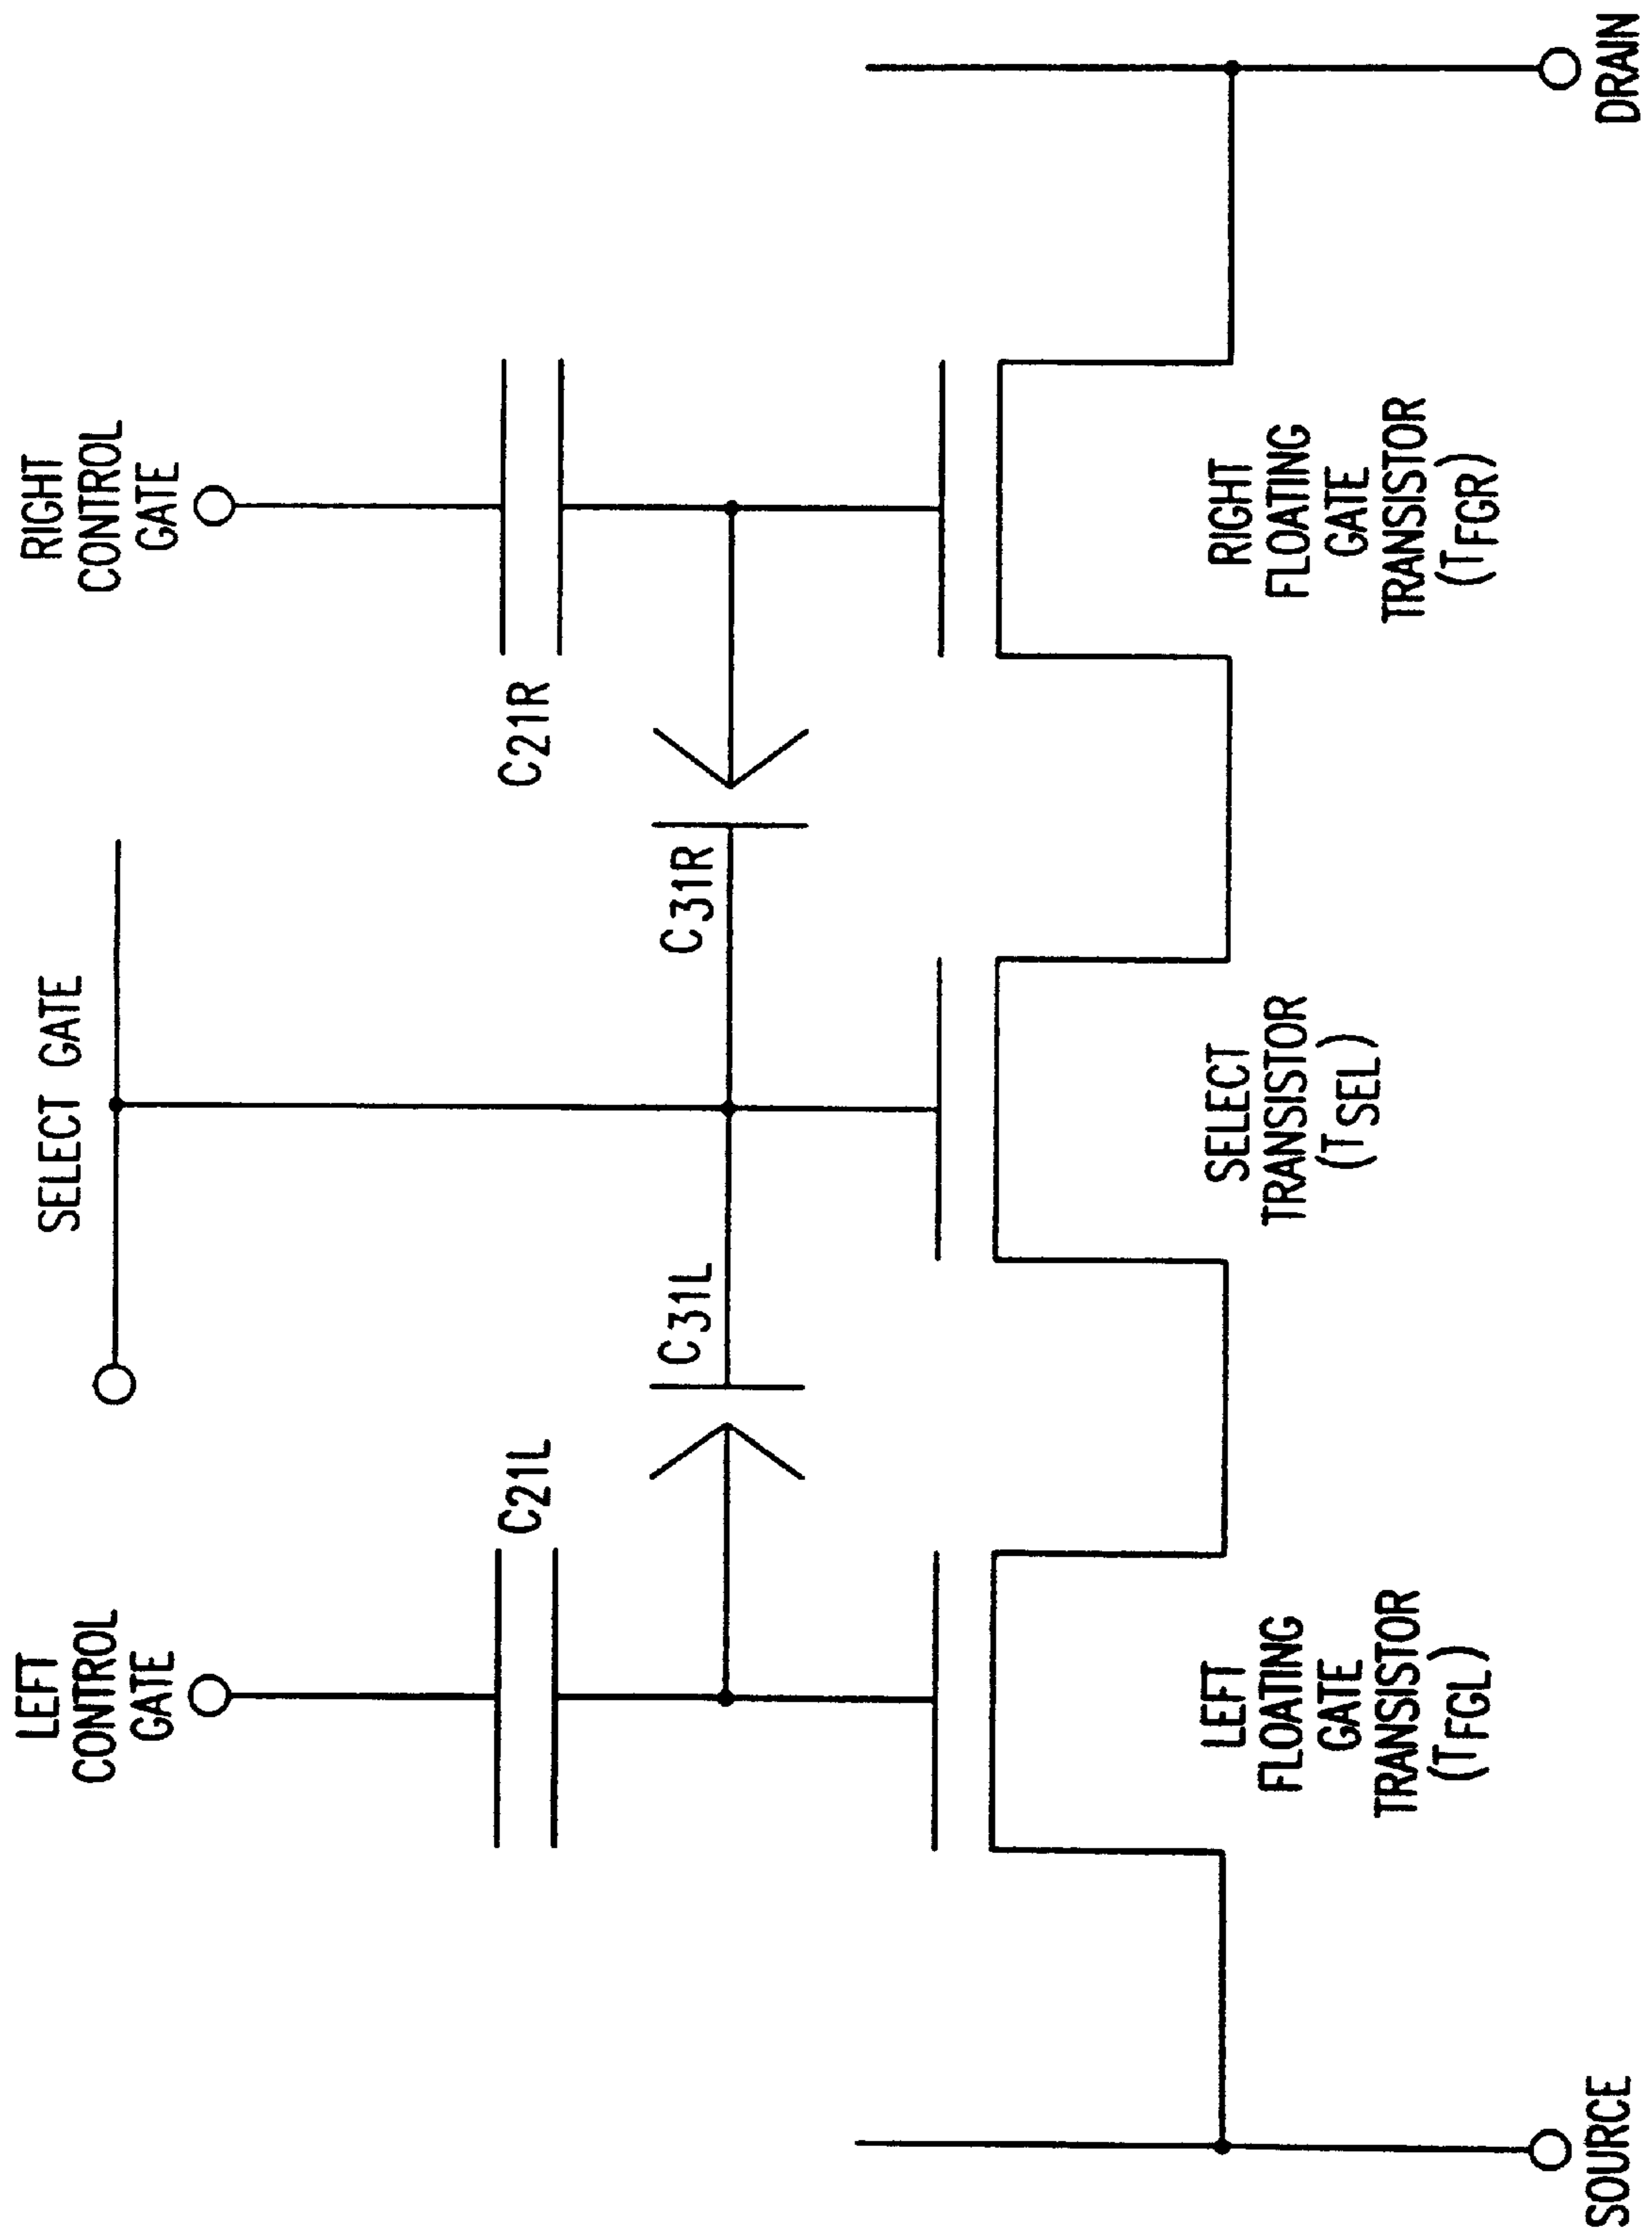 SELECT GATE
LEFT
CONTROL
GATE
RIGHT
CONTROL
GATE
C21L
C21R
C31L
C31R
LEFT
FLOATING
GATE
TRANSISTOR
(TFGL)
SELECT
TRANSISTOR
(TSEL)
RIGHT
FLOATING
GATE
TRANSISTOR
(TFGR)
SOURCE
DRAIN